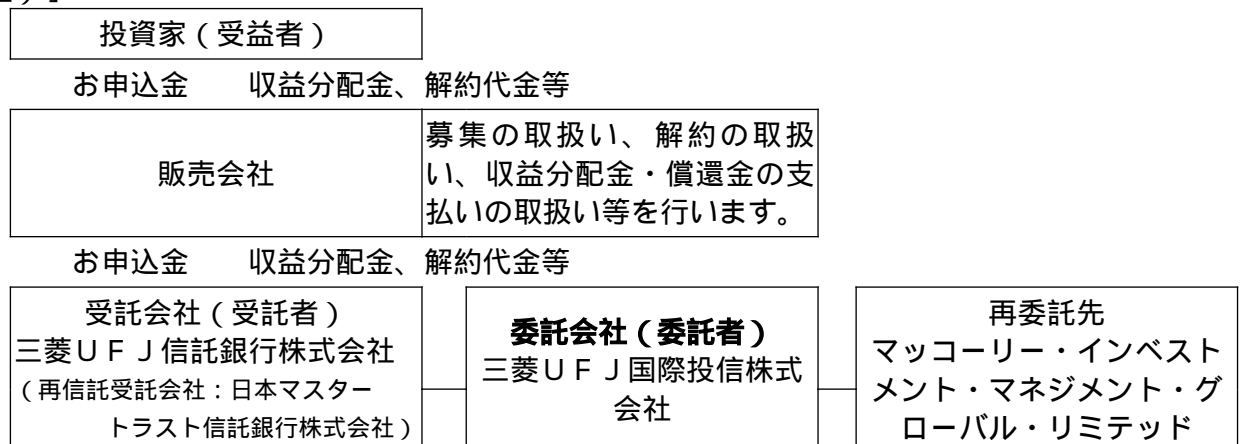 投資家(受益者)
お申込金 収益分配金、解約代金等
販売会社
募集の取扱い、解約の取扱
い、収益分配金・償還金の支
払いの取扱い等を行います。
お申込金 収益分配金、解約代金等
受託会社(受託者)
三菱UFJ信託銀行株式会社
(再信託受託会社:日本マスター
トラスト信託銀行株式会社)
委託会社(委託者)
三菱UFJ国際投信株式
会社
再委託先
マッコーリー・インベスト
メント・マネジメント・グ
ローバル・リミテッド